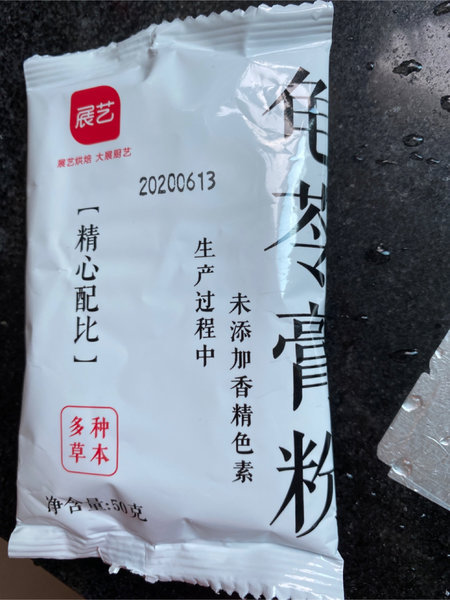 展艺
展艺烘焙 大展厨艺
20200613
龟苓膏粉
【精心配比】
生产过程中
未添加香精色素
多种
草本
净含量:50克